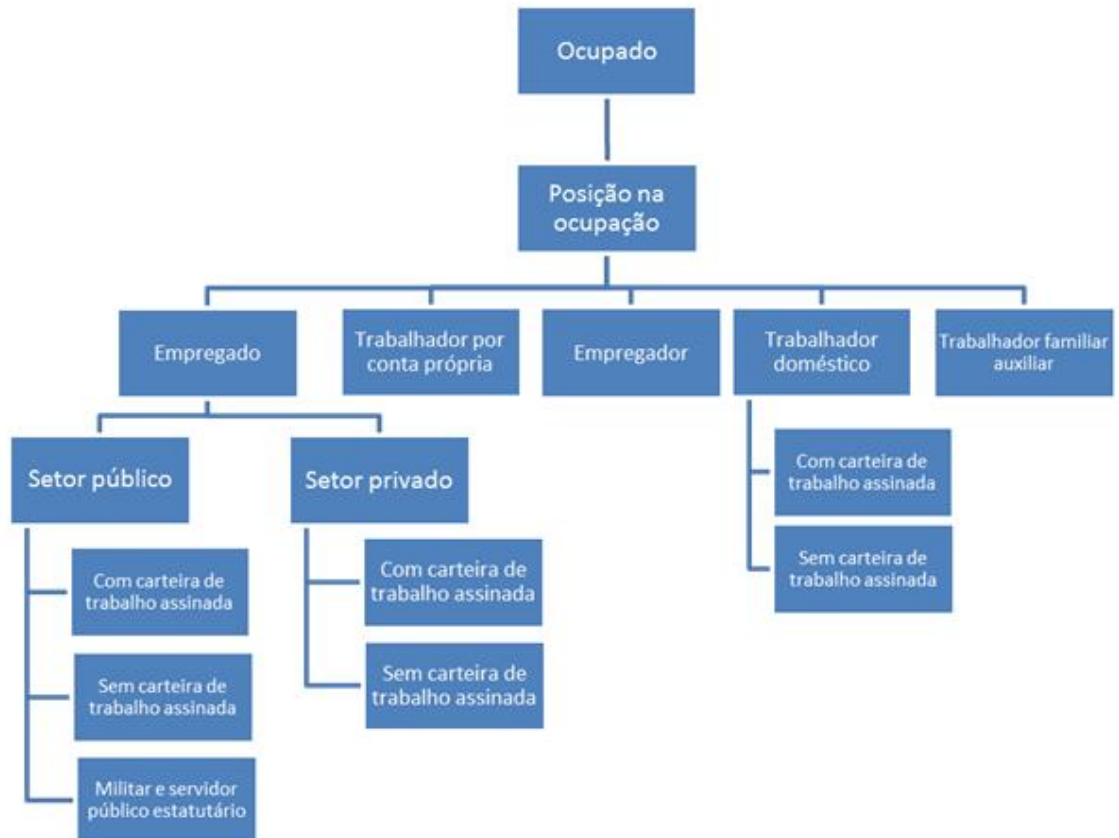 Ocupado
Posição na
ocupação
Empregado
Trabalhador por
conta própria
Empregador
Trabalhador
doméstico
Trabalhador familiar
auxiliar
Setor público
Setor privado
Com carteira de
trabalho assinada
Sem carteira de
trabalho assinada
Militar e servidor
público estatutário
Com carteira de
trabalho assinada
Sem carteira de
trabalho assinada
Com carteira de
trabalho assinada
Sem carteira de
trabalho assinada